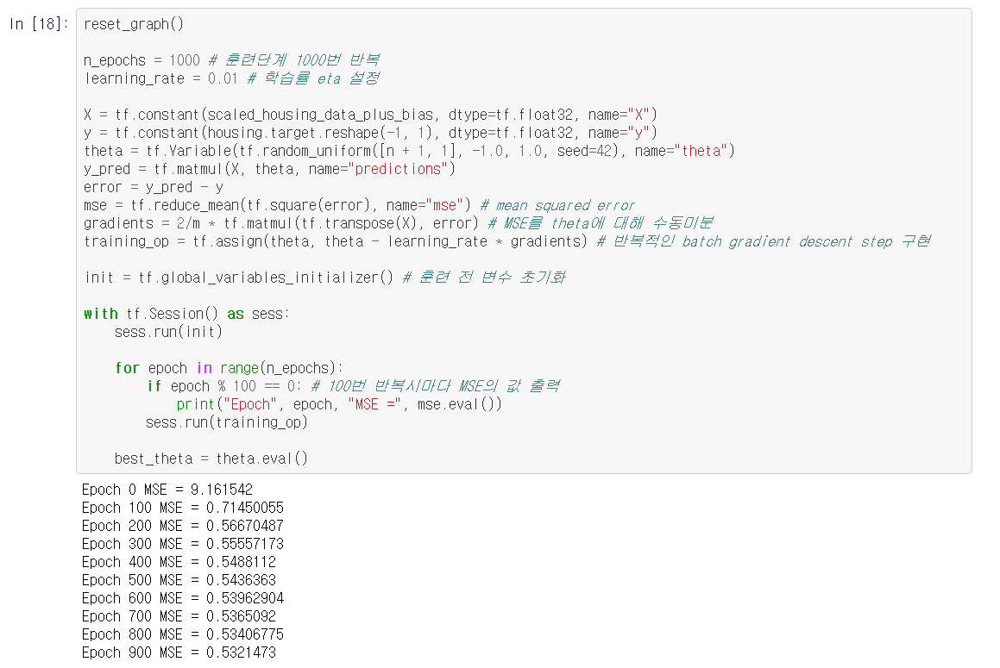 In [18]:
reset_graph()
n_epochs = 1000 # 훈련단계 1000번 반복
learning_rate = 0.01 # 학습률 eta 설정
X = tf.constant(scaled_housing_data_plus_bias, dtype=tf.float32, name="X")
y = tf.constant(housing.target.reshape(-1, 1), dtype=tf.float32, name="y")
theta = tf.Variable(tf.random_uniform([n + 1, 1], -1.0, 1.0, seed=42), name="theta")
y_pred = tf.matmul(X, theta, name="predictions")
error = y_pred - y
mse = tf.reduce_mean(tf.square(error), name="mse") # mean squared error
gradients = 2/m * tf.matmul(tf.transpose(X), error) # MSE를 theta에 대해 수동미분
training_op = tf.assign(theta, theta - learning_rate * gradients) # 반복적인 batch gradient descent step 구현
init = tf.global_variables_initializer() # 훈련 전 변수 초기화
with tf.Session() as sess:
    sess.run(init)
    for epoch in range(n_epochs):
        if epoch % 100 == 0: # 100번 반복시마다 MSE의 값 출력
            print("Epoch", epoch, "MSE =", mse.eval())
        sess.run(training_op)
    best_theta = theta.eval()
Epoch 0 MSE = 9.161542
Epoch 100 MSE = 0.71450055
Epoch 200 MSE = 0.56670487
Epoch 300 MSE = 0.55557173
Epoch 400 MSE = 0.5488112
Epoch 500 MSE = 0.5436363
Epoch 600 MSE = 0.53962904
Epoch 700 MSE = 0.5365092
Epoch 800 MSE = 0.53406775
Epoch 900 MSE = 0.5321473